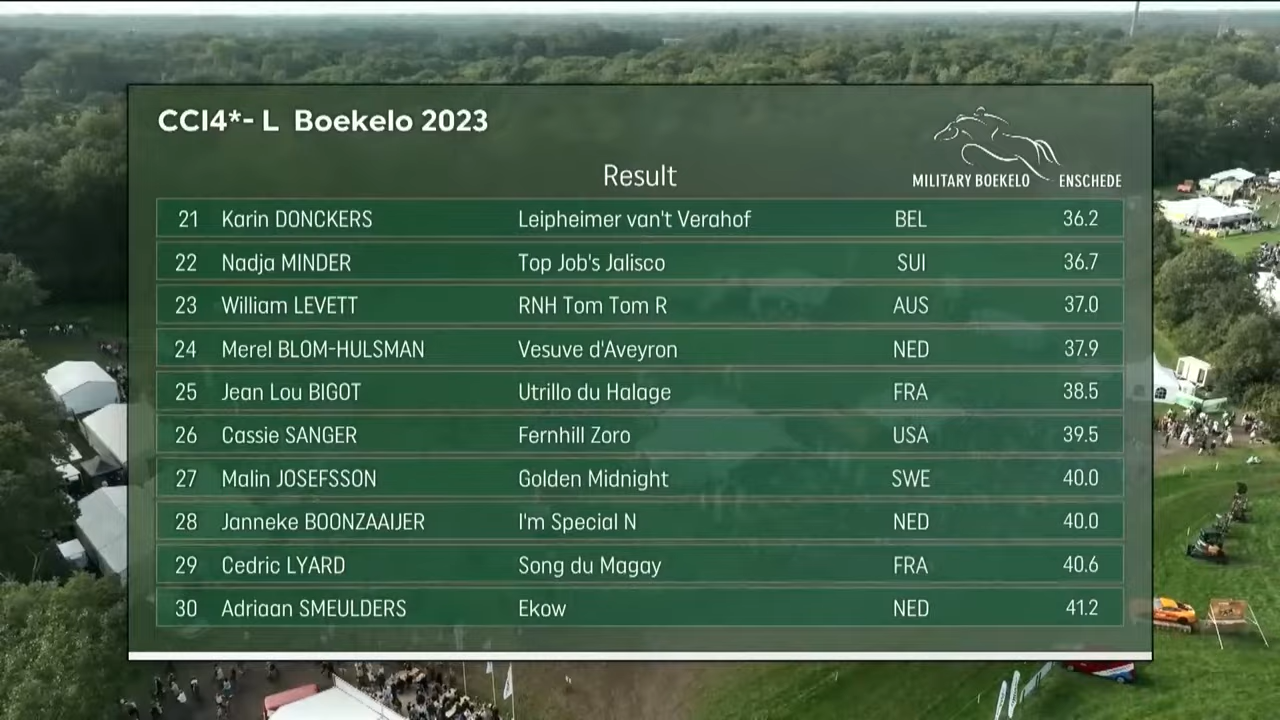 CCI4*- L Boekelo 2023
Result
MILITARY BOEKELO ENSCHEDE
21 Karin DONCKERS Leipheimer van't Verahof BEL 36.2
22 Nadja MINDER Top Job's Jalisco SUI 36.7
23 William LEVETT RNH Tom Tom R AUS 37.0
24 Merel BLOM-HULSMAN Vesuve d'Aveyron NED 37.9
25 Jean Lou BIGOT Utrillo du Halage FRA 38.5
26 Cassie SANGER Fernhill Zoro USA 39.5
27 Malin JOSEFSSON Golden Midnight SWE 40.0
28 Janneke BOONZAAIJER I'm Special N NED 40.0
29 Cedric LYARD Song du Magay FRA 40.6
30 Adriaan SMEULDERS Ekow NED 41.2